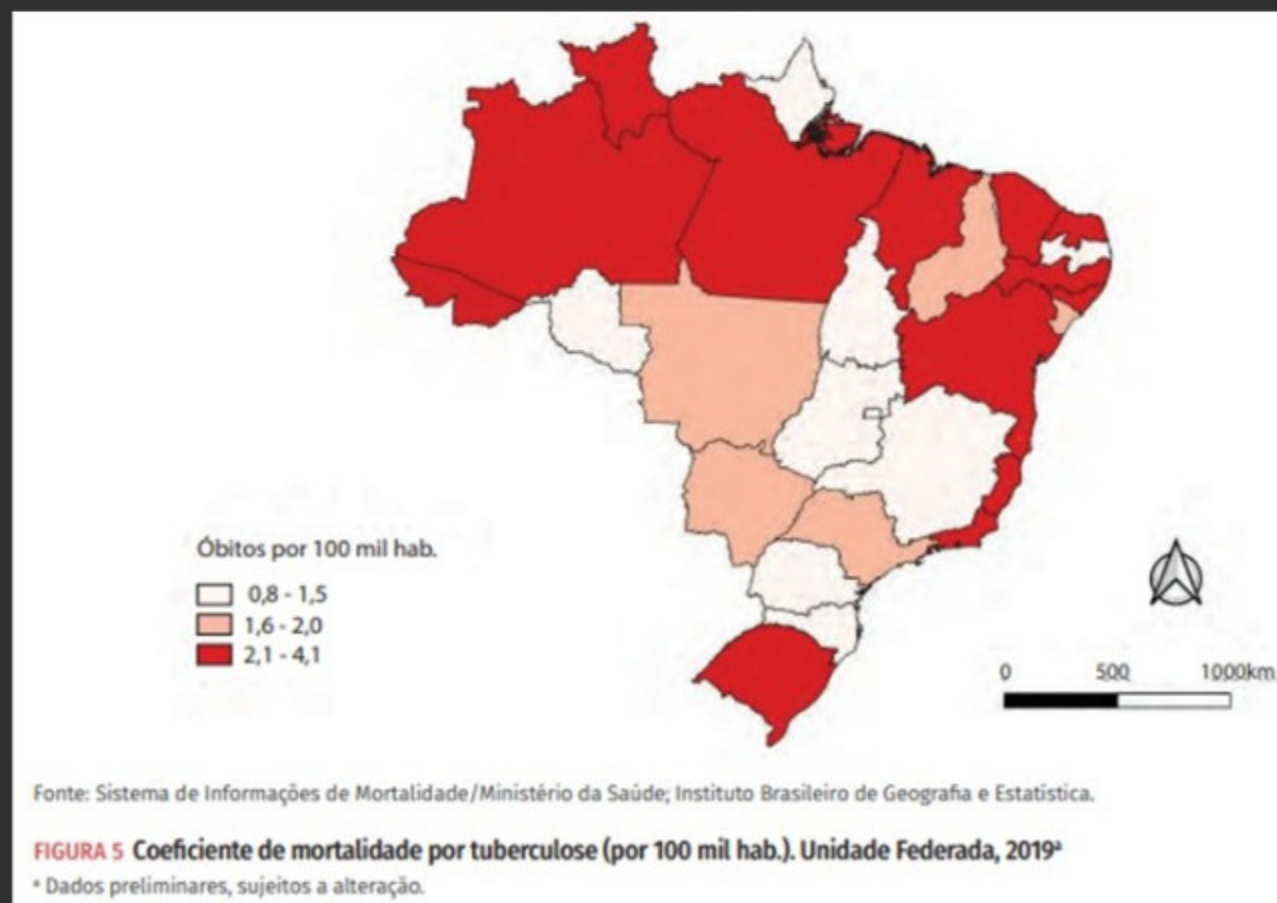 Óbitos por 100 mil hab.
0,8 - 1,5
1,6 - 2,0
2,1 - 4,1
0 500 1000km
Fonte: Sistema de Informações de Mortalidade/Ministério da Saúde; Instituto Brasileiro de Geografia e Estatística.
FIGURA 5 Coeficiente de mortalidade por tuberculose (por 100 mil hab.). Unidade Federada, 2019ᵃ
ᵃ Dados preliminares, sujeitos a alteração.